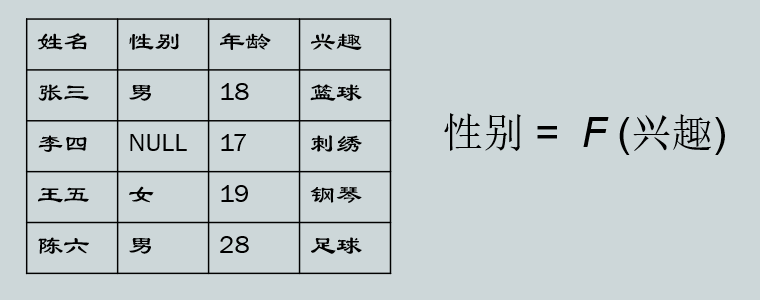 姓名 性别 年龄 兴趣
张三 男 18 篮球
李四 NULL 17 刺绣
王五 女 19 钢琴
陈六 男 28 足球
性别 = F (兴趣)